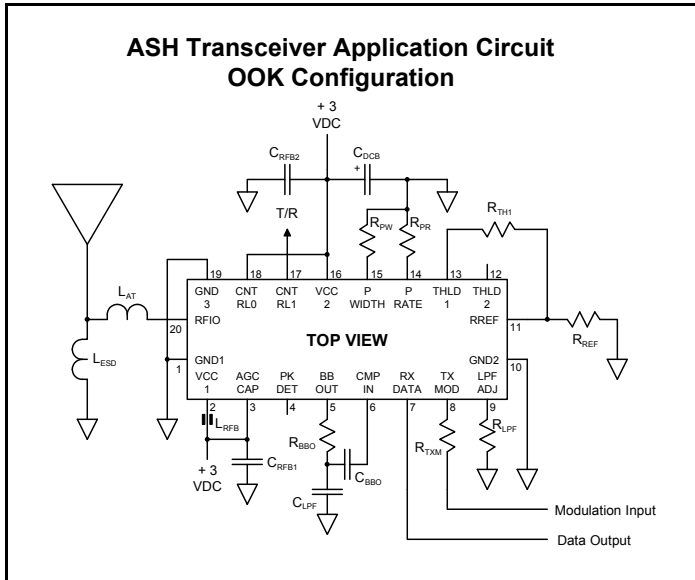 ASH Transceiver Application Circuit
OOK Configuration
+ 3
VDC
CRFB2
CDCB
+
T/R
RPW
RPR
RTH1
19
18
17
16
15
14
13
12
GND
3
CNT
RL0
CNT
RL1
VCC
2
P
WIDTH
P
RATE
THLD
1
THLD
2
LAT
20
RFIO
TOP VIEW
RREF
11
RREF
LESD
1
GND1
GND2
10
VCC
1
AGC
CAP
PK
DET
BB
OUT
CMP
IN
RX
DATA
TX
MOD
LPF
ADJ
2
3
4
5
6
7
8
9
LRFB
RBBO
RTXM
RLPF
+ 3
VDC
CRFB1
CBBO
CLPF
Modulation Input
Data Output